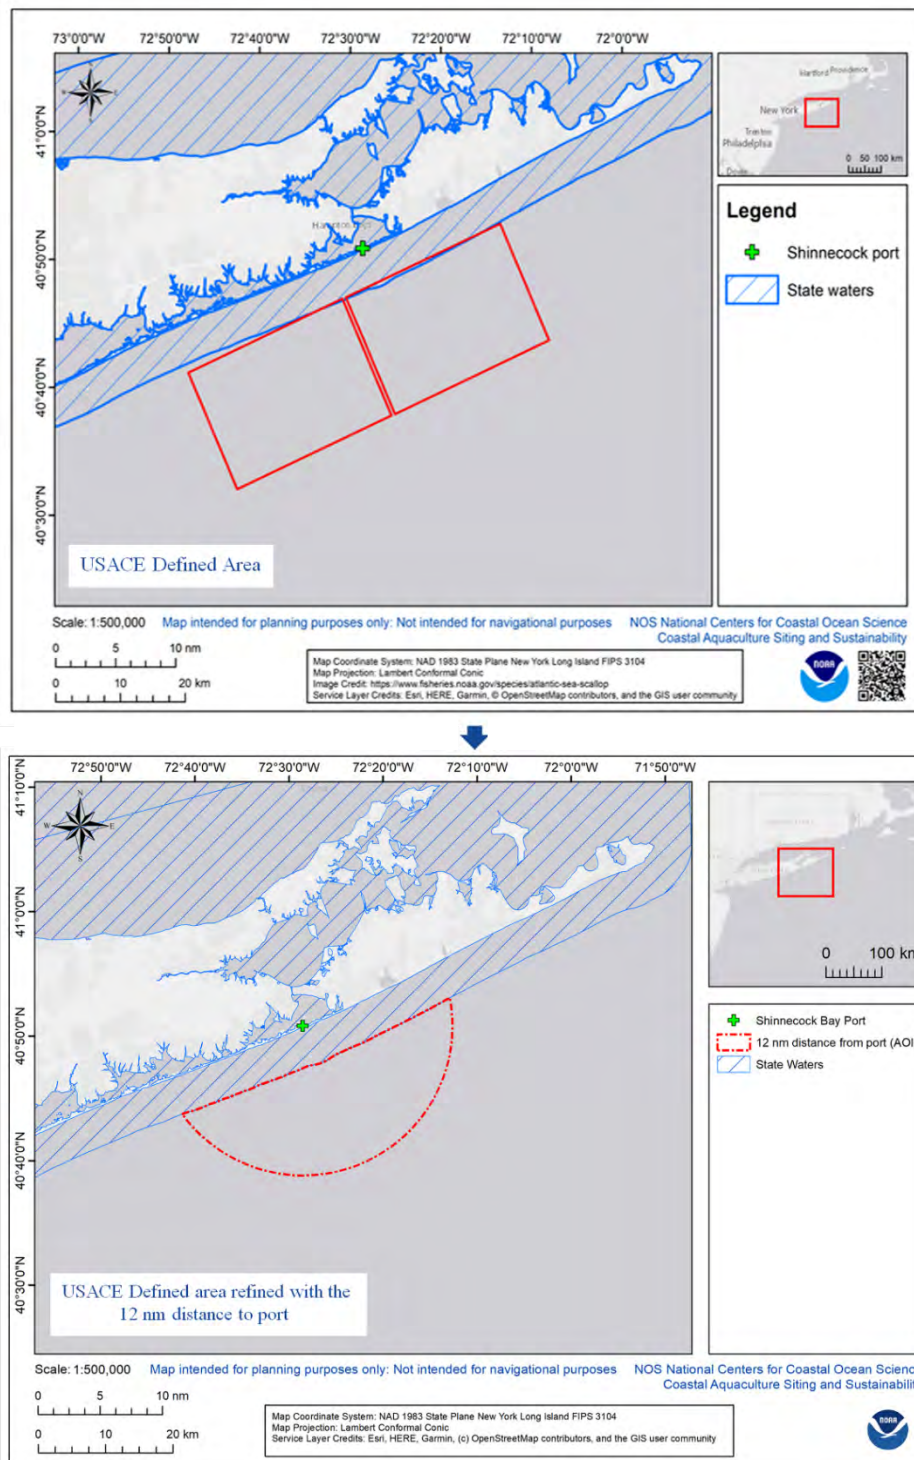 73°0'0"W 72°50'0"W 72°40'0"W 72°30'0"W 72°20'0"W 72°10'0"W 72°0'0"W
N
41°0'0"N
40°50'0"N
40°40'0"N
40°30'0"N
Hartford Providence
New York
Trenton
Philadelphia
Dover
0 50 100 km
Legend
Shinnecock port
State waters
USACE Defined Area
Scale: 1:500,000
Map intended for planning purposes only: Not intended for navigational purposes
NOS National Centers for Coastal Ocean Science
Coastal Aquaculture Siting and Sustainability
0 5 10 nm
0 10 20 km
Map Coordinate System: NAD 1983 State Plane New York Long Island FIPS 3104
Map Projection: Lambert Conformal Conic
Image Credit: https://www.fisheries.noaa.gov/species/atlantic-sea-scallop
Service Layer Credits: Esri, HERE, Garmin, © OpenStreetMap contributors, and the GIS user community
NOAA
72°50'0"W 72°40'0"W 72°30'0"W 72°20'0"W 72°10'0"W 72°0'0"W 71°50'0"W
N
W E
S
41°10'0"N
41°0'0"N
40°50'0"N
40°40'0"N
40°30'0"N
0 100 km
Shinnecock Bay Port
12 nm distance from port (AOI
State Waters
USACE Defined area refined with the
12 nm distance to port
Scale: 1:500,000
Map intended for planning purposes only: Not intended for navigational purposes
NOS National Centers for Coastal Ocean Scienc
Coastal Aquaculture Siting and Sustainabilit
0 5 10 nm
0 10 20 km
Map Coordinate System: NAD 1983 State Plane New York Long Island FIPS 3104
Map Projection: Lambert Conformal Conic
Service Layer Credits: Esri, HERE, Garmin, (c) OpenStreetMap contributors, and the GIS user community
NOAA